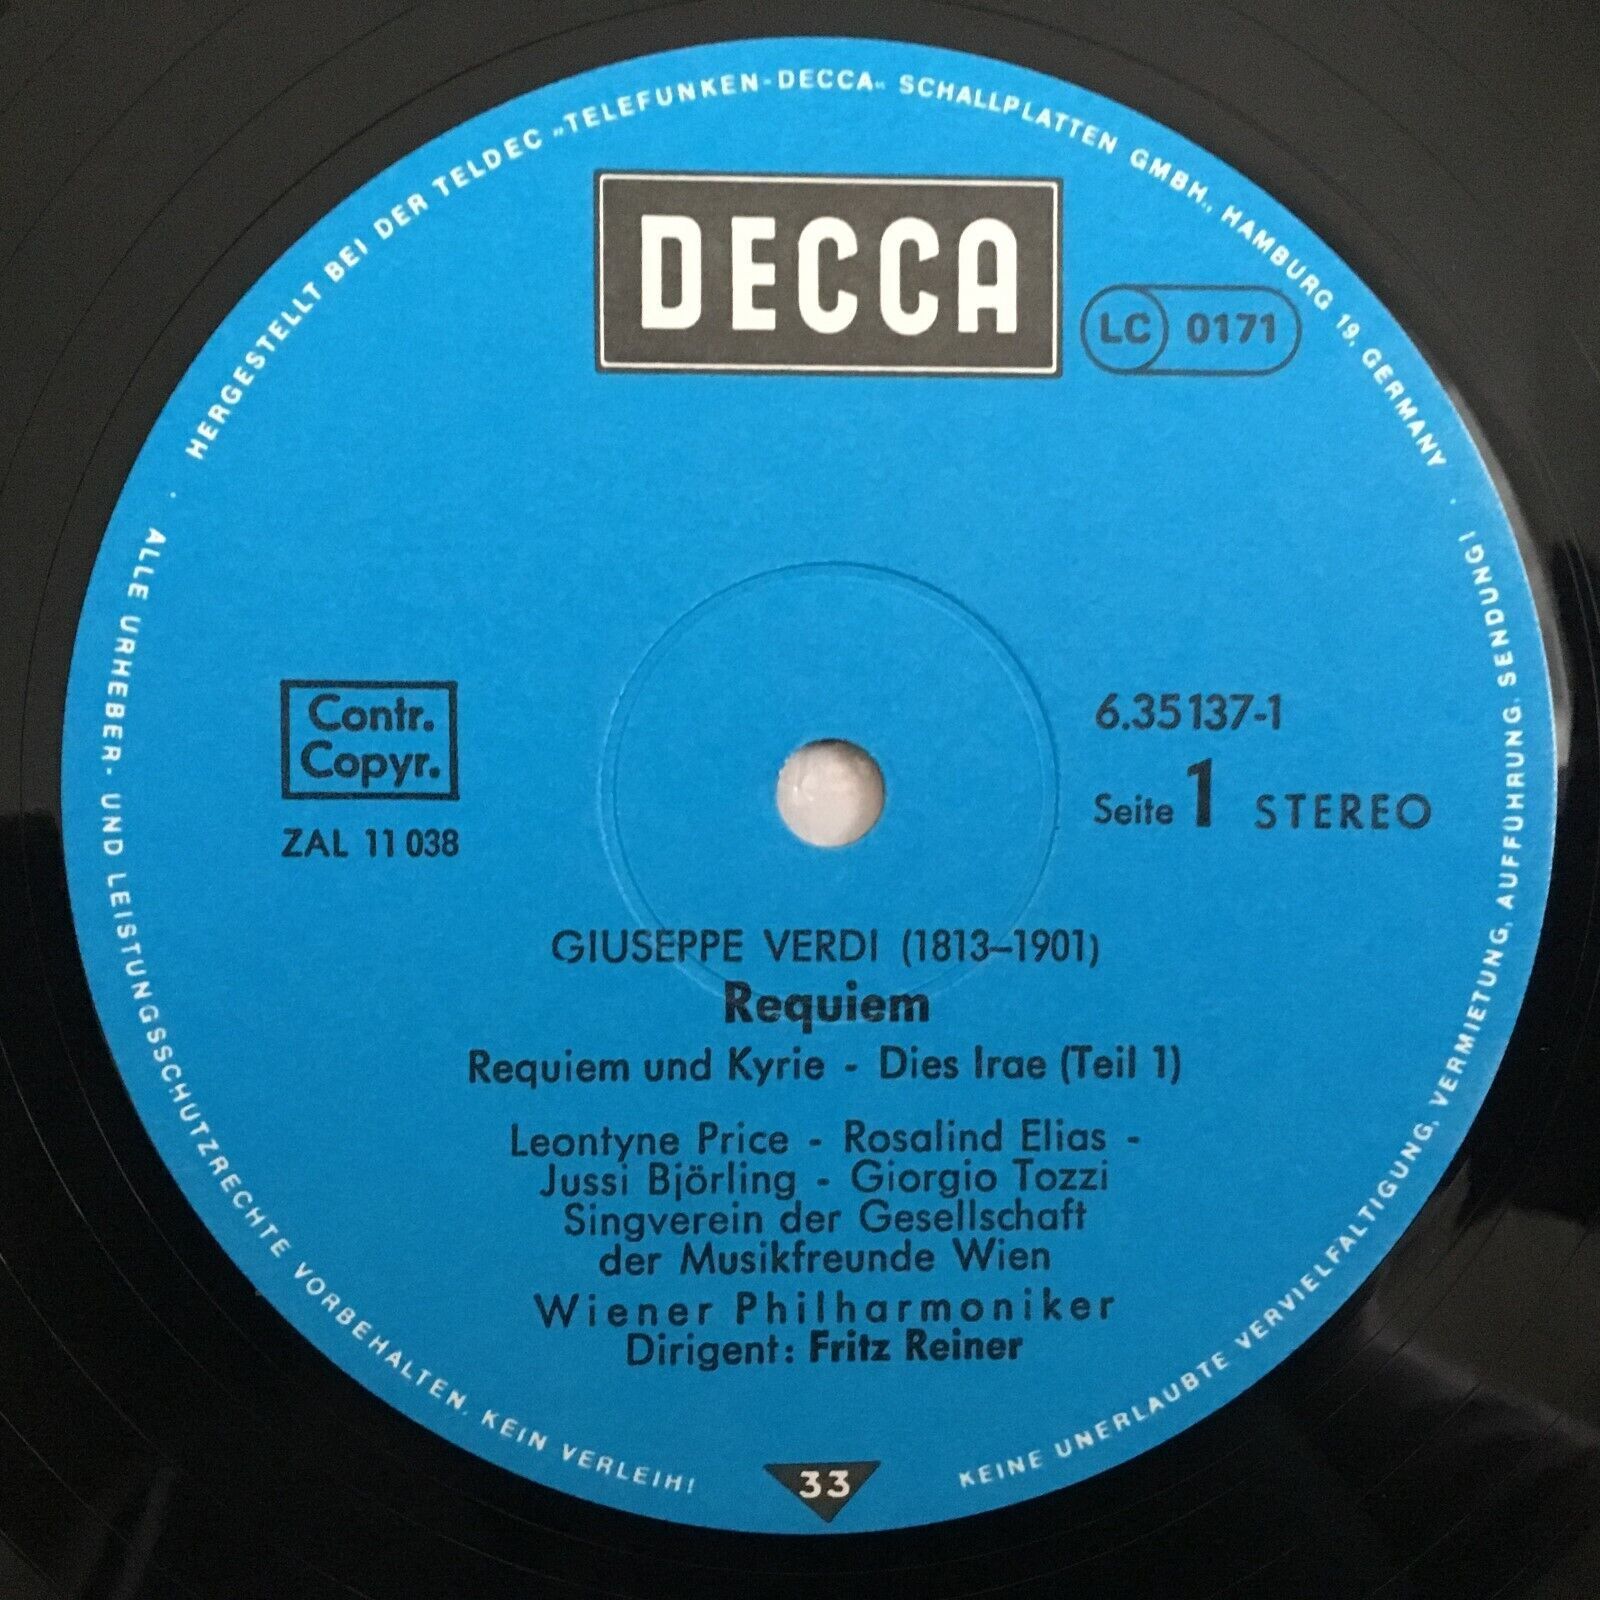 HERGESTELLT BEI DER TELDEC »TELEFUNKEN-DECCA« SCHALLPLATTEN GMBH., HAMBURG 19, GERMANY ·
DECCA
LC 0171
Contr.
Copyr.
ZAL 11 038
6.35137-1
Seite 1 STEREO
GIUSEPPE VERDI (1813–1901)
Requiem
Requiem und Kyrie - Dies Irae (Teil 1)
Leontyne Price - Rosalind Elias -
Jussi Björling - Giorgio Tozzi
Singverein der Gesellschaft
der Musikfreunde Wien
Wiener Philharmoniker
Dirigent: Fritz Reiner
33
· ALLE URHEBER- UND LEISTUNGSSCHUTZRECHTE VORBEHALTEN. KEIN VERLEIH!
KEINE UNERLAUBTE VERVIELFÄLTIGUNG, VERMIETUNG, AUFFÜHRUNG, SENDUNG!